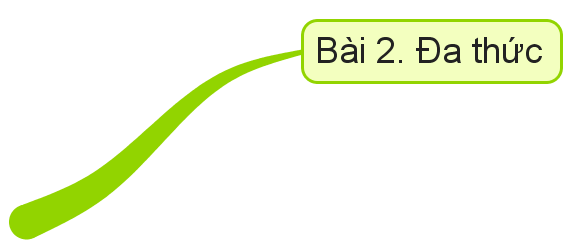 Bài 2. Đa thức